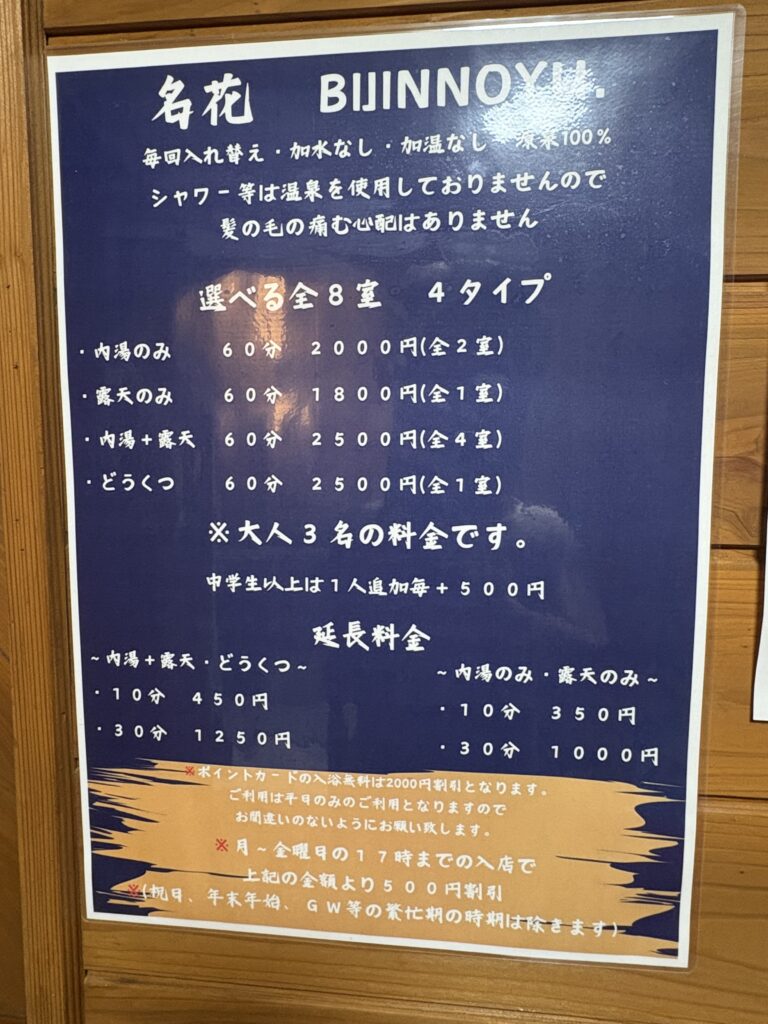 名花 BIJINNOYU.
毎回入れ替え・加水なし・加温なし 源泉100%
シャワー等は温泉を使用しておりませんので
髪の毛の痛む心配はありません
選べる全8室 4タイプ
・内湯のみ 60分 2000円(全2室)
・露天のみ 60分 1800円(全1室)
・内湯+露天 60分 2500円(全4室)
・どうくつ 60分 2500円(全1室)
※大人3名の料金です。
中学生以上は1人追加毎+500円
延長料金
~内湯+露天・どうくつ~
・10分 450円
・30分 1250円
~内湯のみ・露天のみ~
・10分 350円
・30分 1000円
※ポイントカードの入浴無料は2000円割引となります。
ご利用は平日のみのご利用となりますので
お間違いのないようにお願い致します。
※月~金曜日の17時までの入店で
上記の金額より500円割引
※(祝日、年末年始、GW等の繁忙期の時期は除きます)